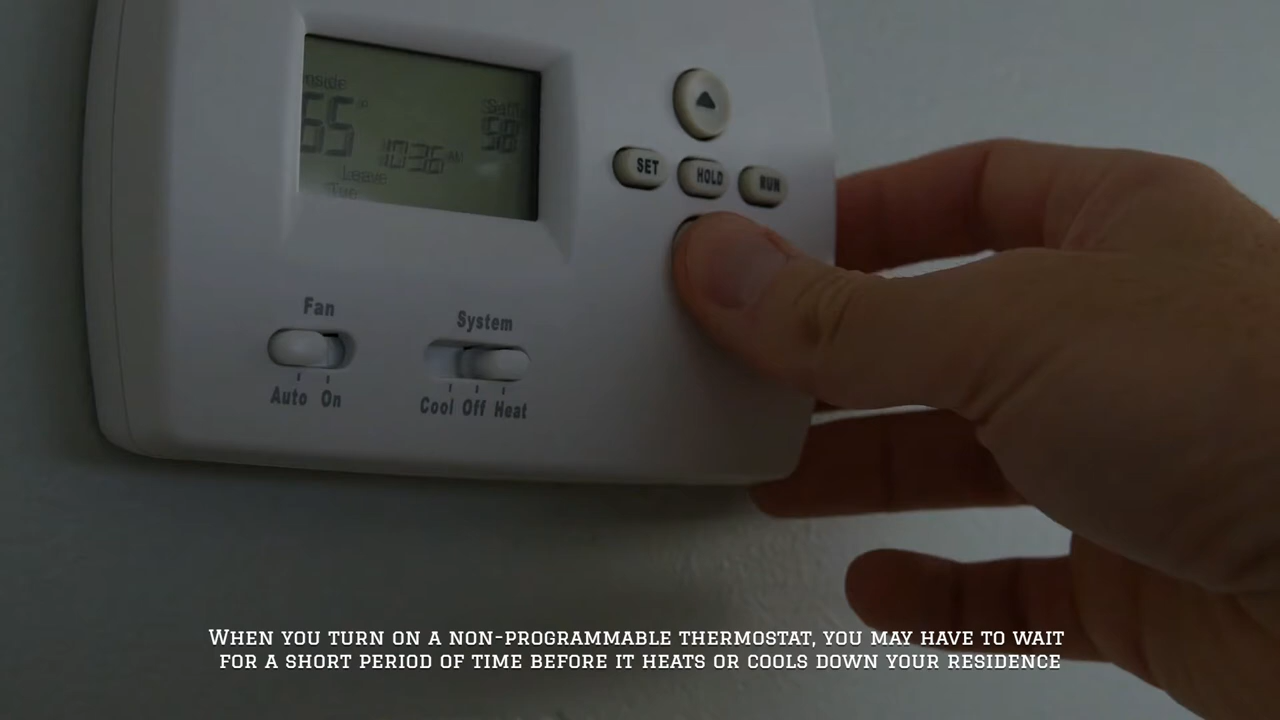 65°
10:36 AM
58
Leave
Tue
SET
HOLD
RUN
Fan
System
Auto On
Cool Off Heat
When you turn on a non-programmable thermostat, you may have to wait
for a short period of time before it heats or cools down your residence